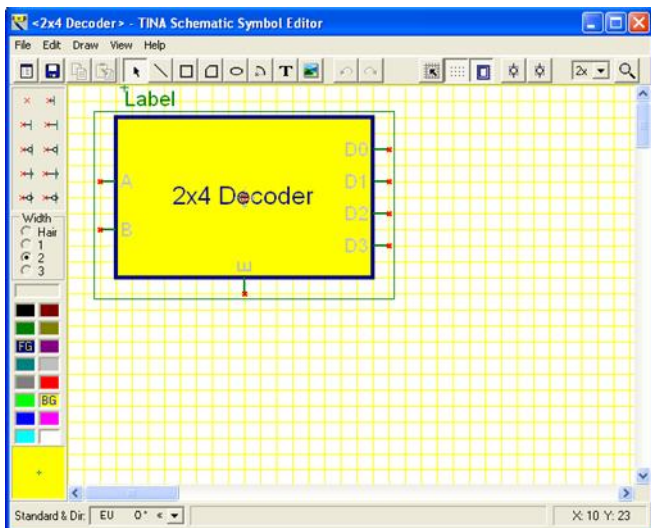 <2x4 Decoder> - TINA Schematic Symbol Editor
File Edit Draw View Help
T
2x
Label
Width
Hair
1
2
3
D0
A
D1
2x4 Decoder
D2
B
D3
E
FG
BG
Standard & Dir: EU 0° <
X: 10 Y: 23